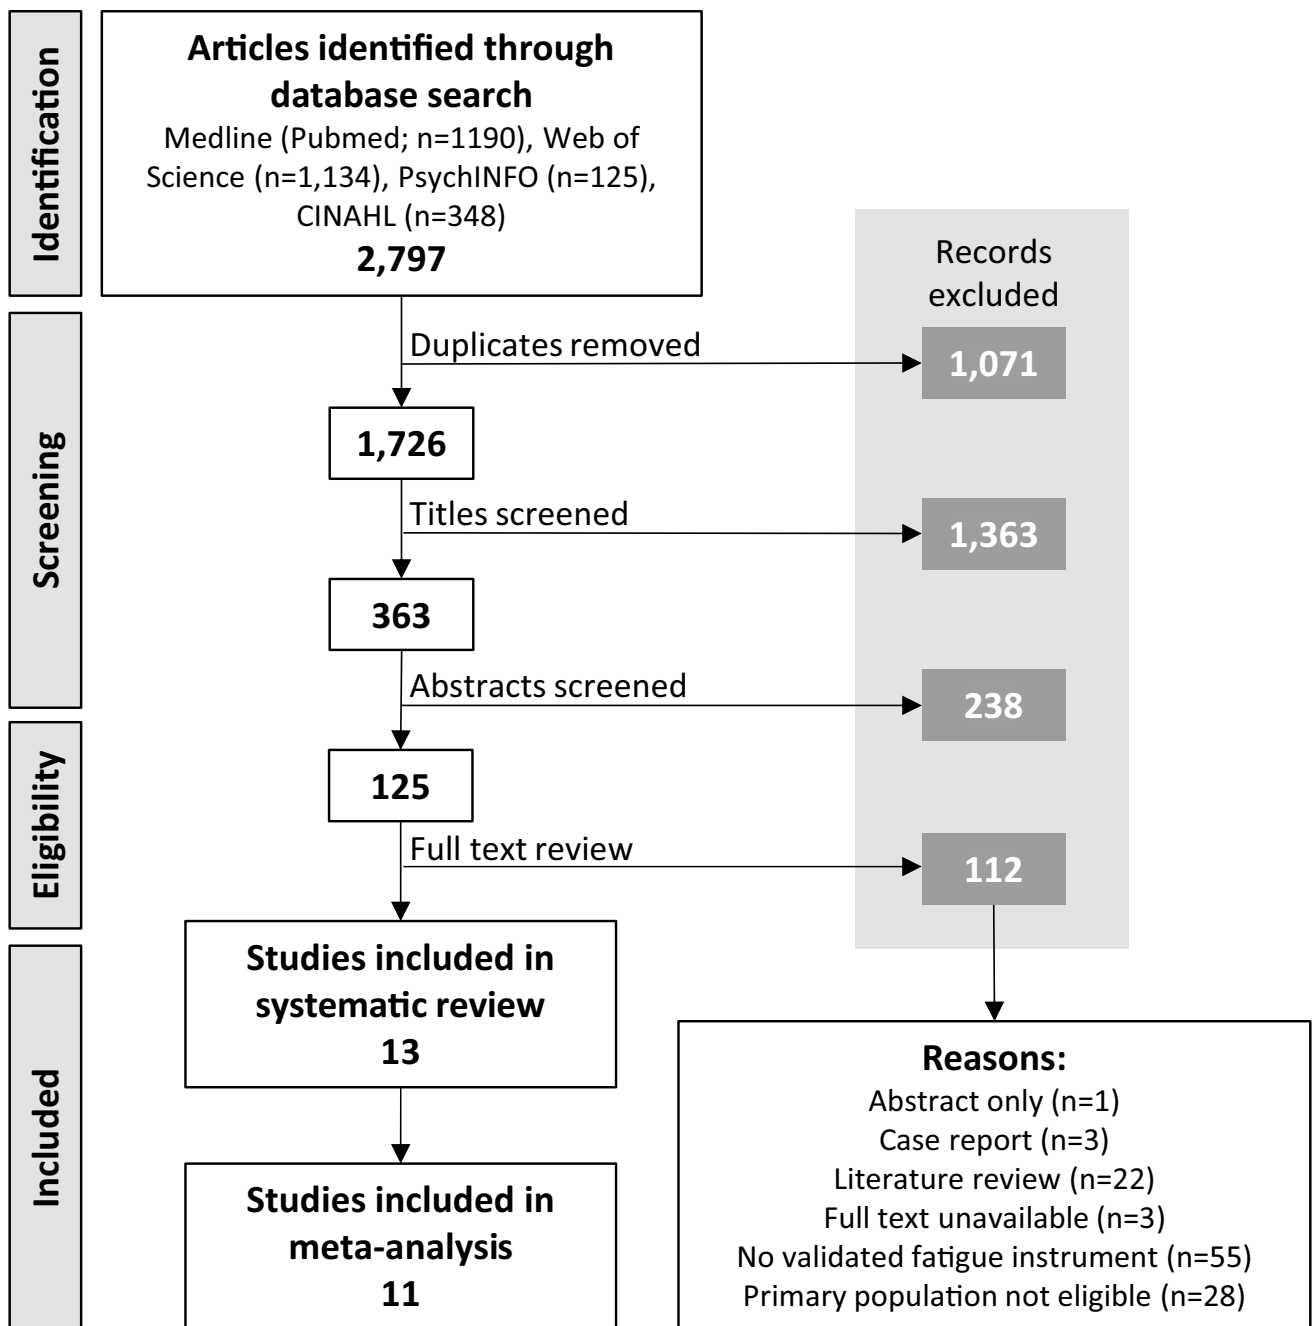 Identification
Articles identified through
database search
Medline (Pubmed; n=1190), Web of
Science (n=1,134), PsychINFO (n=125),
CINAHL (n=348)
2,797
Records
excluded
Screening
Duplicates removed
1,071
1,726
Titles screened
1,363
363
Abstracts screened
238
Eligibility
125
Full text review
112
Included
Studies included in
systematic review
13
Studies included in
meta-analysis
11
Reasons:
Abstract only (n=1)
Case report (n=3)
Literature review (n=22)
Full text unavailable (n=3)
No validated fatigue instrument (n=55)
Primary population not eligible (n=28)